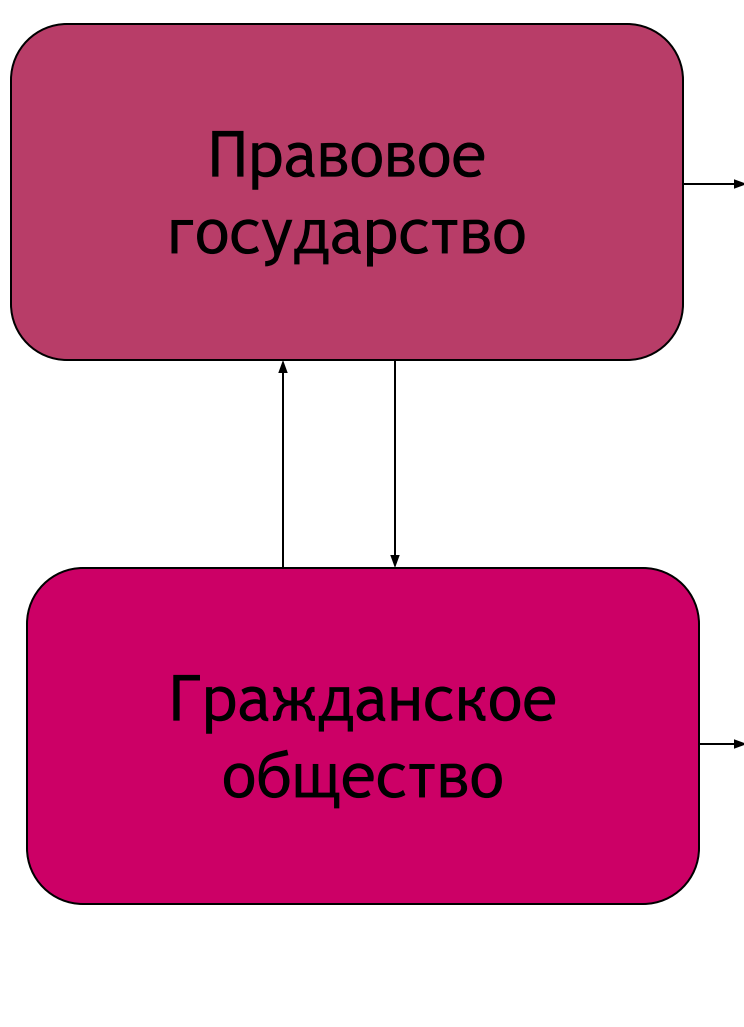 Правовое
государство
Гражданское
общество